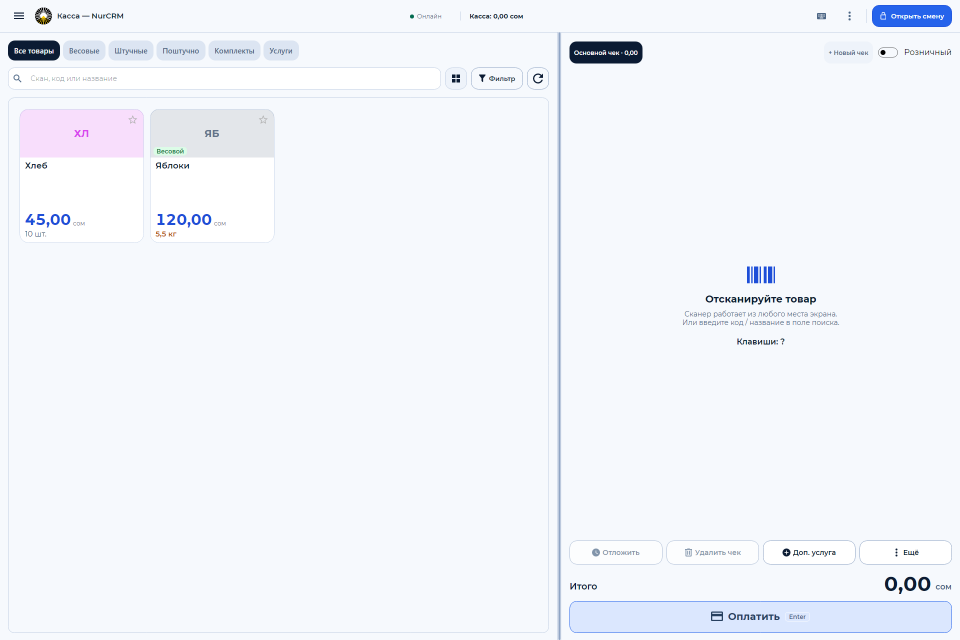 Касса — NurCRM
Онлайн
Касса: 0,00 сом
Открыть смену
Все товары
Весовые
Штучные
Поштучно
Комплекты
Услуги
Скан, код или название
Фильтр
ХЛ
Хлеб
45,00 сом
10 шт.
ЯБ
Весовой
Яблоки
120,00 сом
5,5 кг
Основной чек · 0,00
+ Новый чек
Розничный
Отсканируйте товар
Сканер работает из любого места экрана.
Или введите код / название в поле поиска.
Клавиши: ?
Отложить
Удалить чек
Доп. услуга
Ещё
Итого
0,00 сом
Оплатить Enter